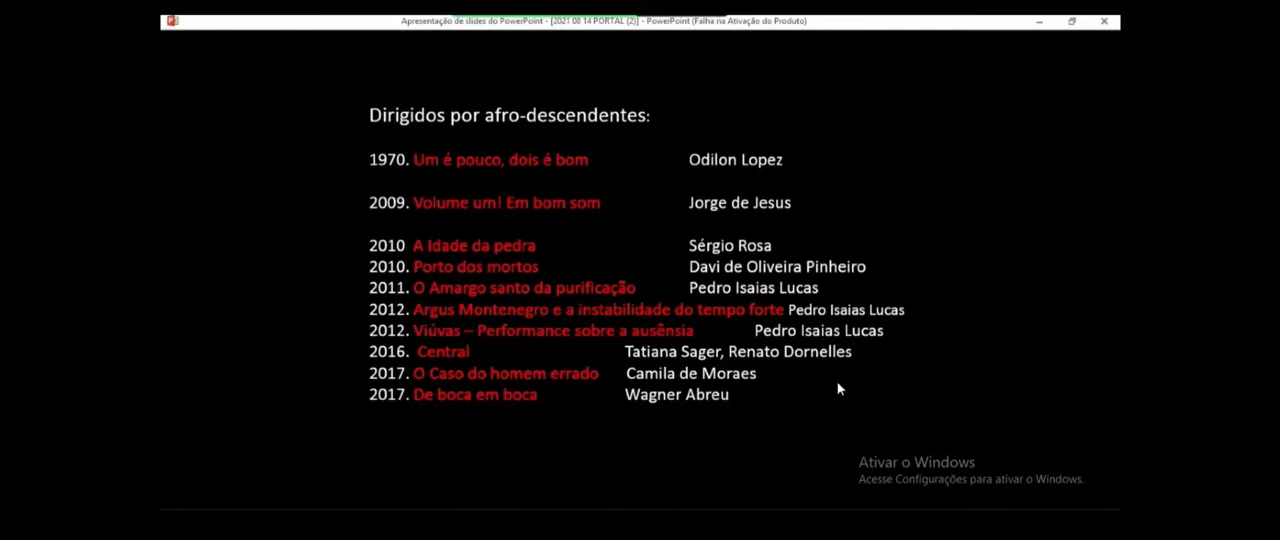 Apresentação de slides do PowerPoint - [2021 08 14 PORTAL (2)] - PowerPoint (Falha na Ativação do Produto)
Dirigidos por afro-descendentes:
1970. Um é pouco, dois é bom Odilon Lopez
2009. Volume um! Em bom som Jorge de Jesus
2010 A Idade da pedra Sérgio Rosa
2010. Porto dos mortos Davi de Oliveira Pinheiro
2011. O Amargo santo da purificação Pedro Isaias Lucas
2012. Argus Montenegro e a instabilidade do tempo forte Pedro Isaias Lucas
2012. Viúvas – Performance sobre a ausênsia Pedro Isaias Lucas
2016. Central Tatiana Sager, Renato Dornelles
2017. O Caso do homem errado Camila de Moraes
2017. De boca em boca Wagner Abreu
Ativar o Windows
Acesse Configurações para ativar o Windows.